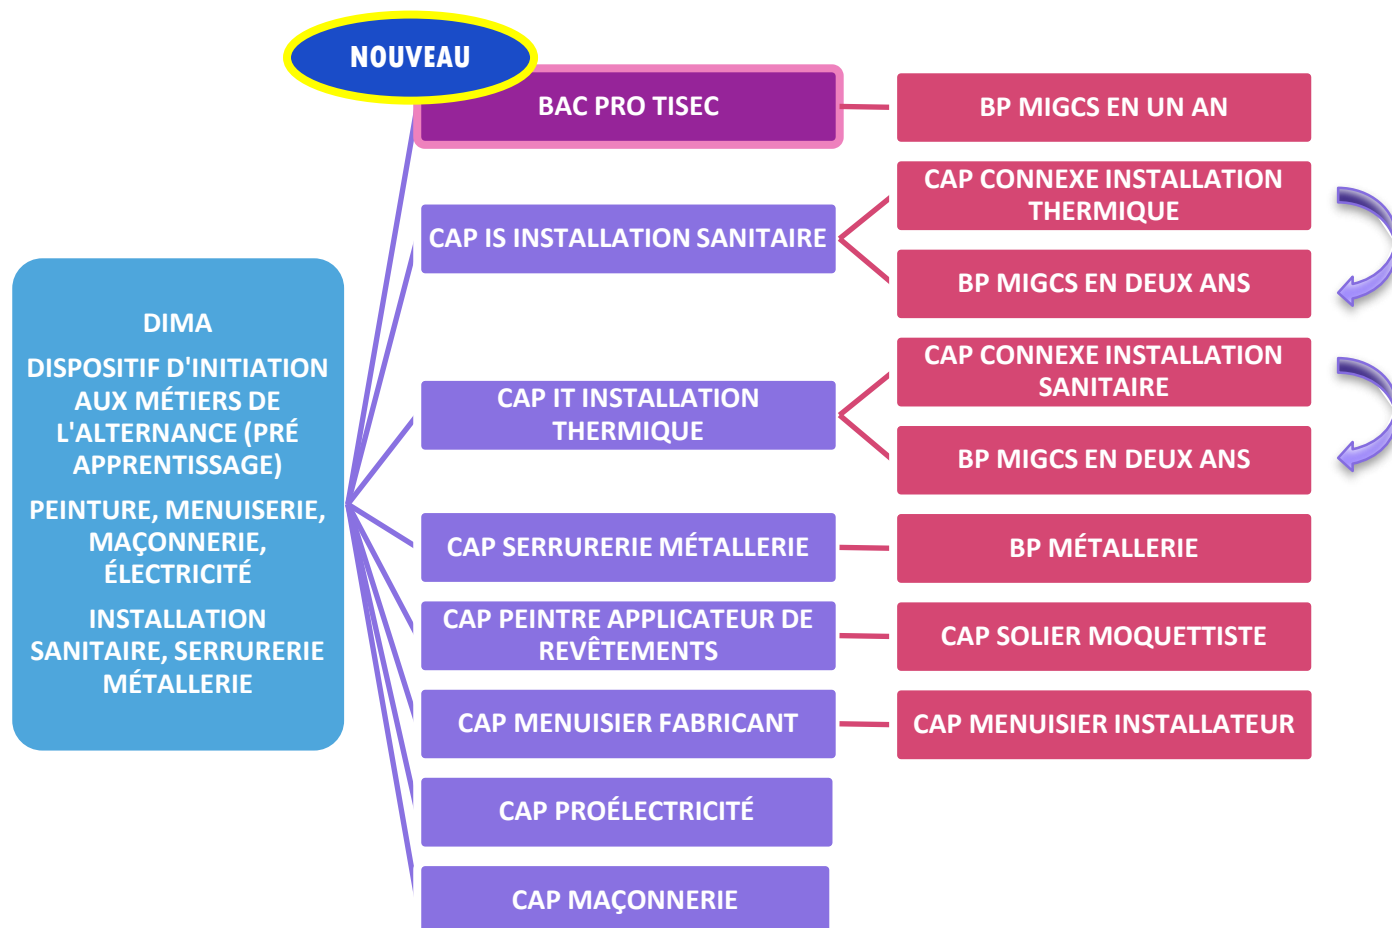 NOUVEAU
BAC PRO TISEC
BP MIGCS EN UN AN
CAP IS INSTALLATION SANITAIRE
CAP CONNEXE INSTALLATION
THERMIQUE
BP MIGCS EN DEUX ANS
DIMA
DISPOSITIF D'INITIATION
AUX MÉTIERS DE
L'ALTERNANCE (PRÉ
APPRENTISSAGE)
PEINTURE, MENUISERIE,
MAÇONNERIE,
ÉLECTRICITÉ
INSTALLATION
SANITAIRE, SERRURERIE
MÉTALLERIE
CAP IT INSTALLATION
THERMIQUE
CAP CONNEXE INSTALLATION
SANITAIRE
BP MIGCS EN DEUX ANS
CAP SERRURERIE MÉTALLERIE
BP MÉTALLERIE
CAP PEINTRE APPLICATEUR DE
REVÊTEMENTS
CAP SOLIER MOQUETTISTE
CAP MENUISIER FABRICANT
CAP MENUISIER INSTALLATEUR
CAP PROÉLECTRICITÉ
CAP MAÇONNERIE